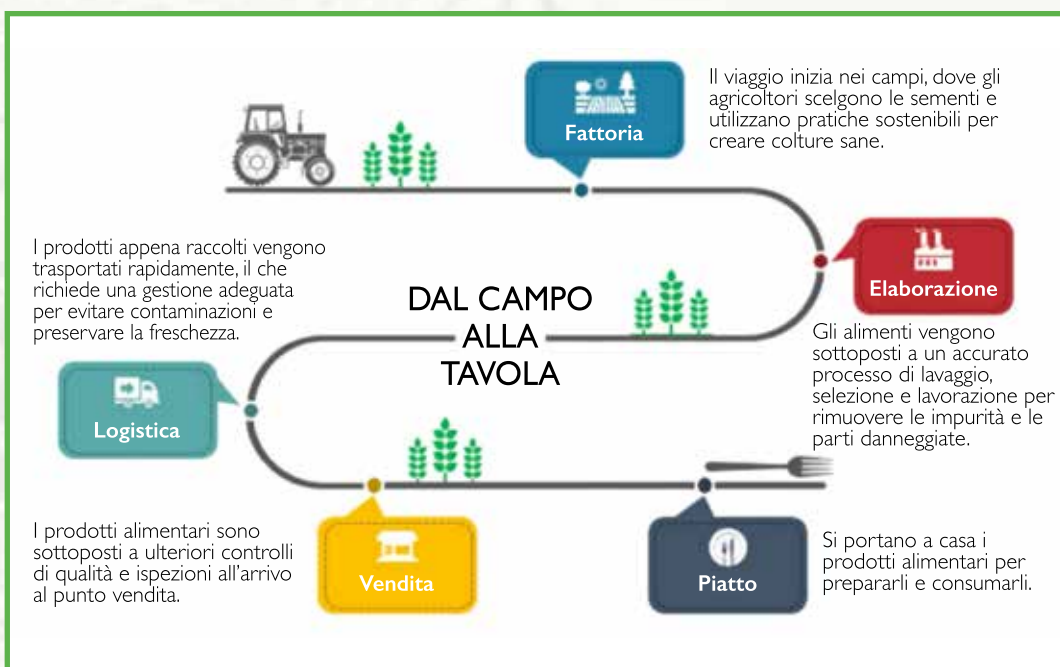 Fattoria
Il viaggio inizia nei campi, dove gli
agricoltori scelgono le sementi e
utilizzano pratiche sostenibili per
creare colture sane.
Elaborazione
Gli alimenti vengono
sottoposti a un accurato
processo di lavaggio,
selezione e lavorazione per
rimuovere le impurità e le
parti danneggiate.
DAL CAMPO
ALLA
TAVOLA
I prodotti appena raccolti vengono
trasportati rapidamente, il che
richiede una gestione adeguata
per evitare contaminazioni e
preservare la freschezza.
Logistica
I prodotti alimentari sono
sottoposti a ulteriori controlli
di qualità e ispezioni all’arrivo
al punto vendita.
Vendita
Piatto
Si portano a casa i
prodotti alimentari per
prepararli e consumarli.